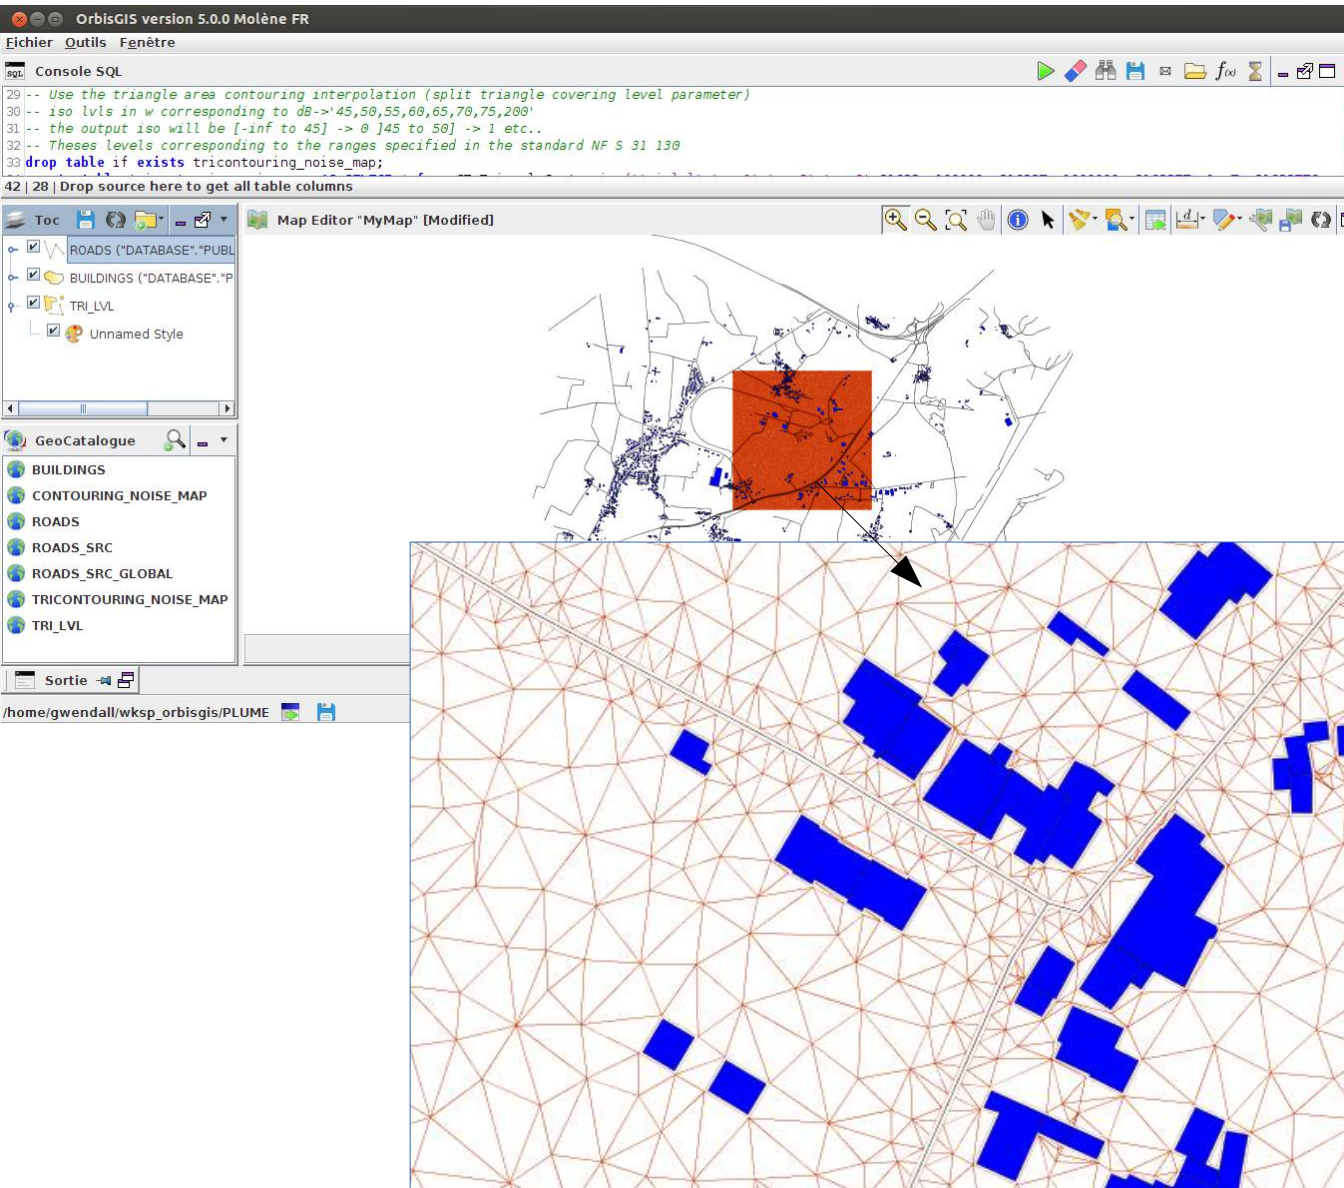 OrbisGIS version 5.0.0 Molène FR
Fichier Outils Fenètre
SQL Console SQL f(x)
29 -- Use the triangle area contouring interpolation (split triangle covering level parameter)
30 -- iso lvls in w corresponding to dB->'45,50,55,60,65,70,75,200'
31 -- the output iso will be [-inf to 45] -> 0 ]45 to 50] -> 1 etc..
32 -- Theses levels corresponding to the ranges specified in the standard NF S 31 130
33 drop table if exists tricontouring_noise_map;
42 | 28 | Drop source here to get all table columns
Toc
Map Editor "MyMap" [Modified]
ROADS ("DATABASE"."PUBL
BUILDINGS ("DATABASE"."P
TRI_LVL
Unnamed Style
GeoCatalogue
BUILDINGS
CONTOURING_NOISE_MAP
ROADS
ROADS_SRC
ROADS_SRC_GLOBAL
TRICONTOURING_NOISE_MAP
TRI_LVL
Sortie
/home/gwendall/wksp_orbisgis/PLUME